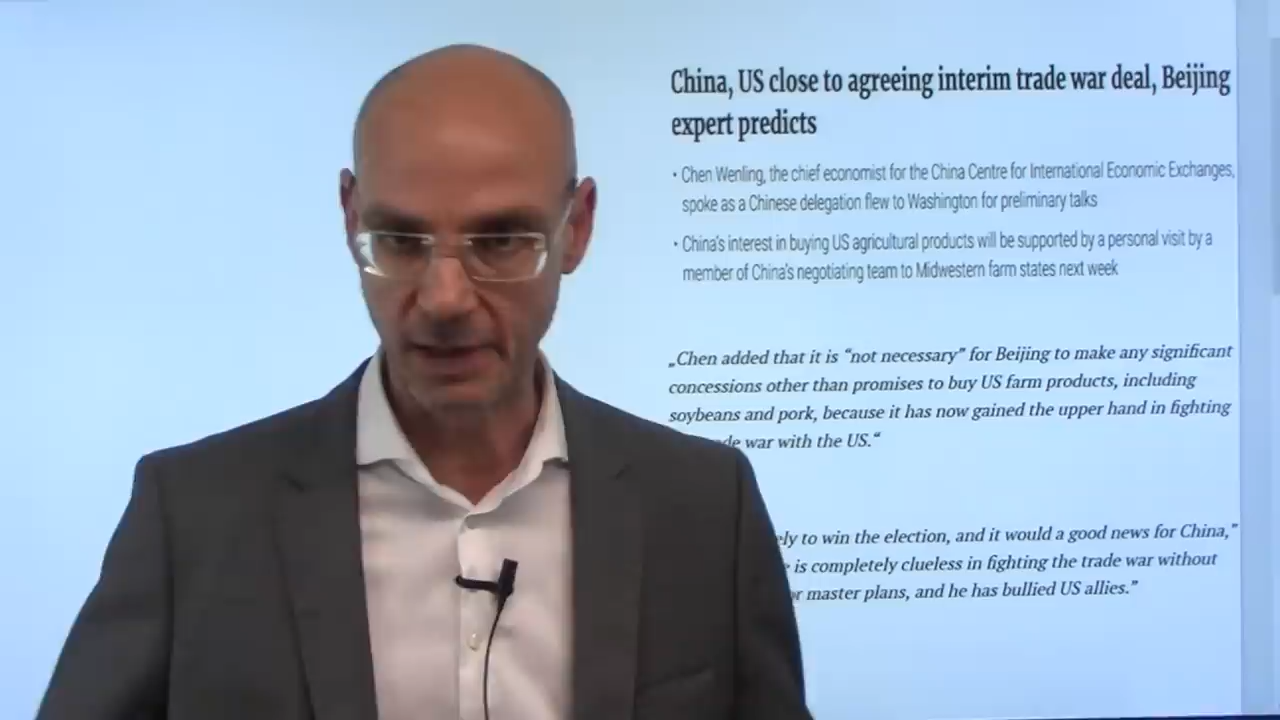 China, US close to agreeing interim trade war deal, Beijing
expert predicts
• Chen Wenling, the chief economist for the China Centre for International Economic Exchanges,
spoke as a Chinese delegation flew to Washington for preliminary talks
• China's interest in buying US agricultural products will be supported by a personal visit by a
member of China's negotiating team to Midwestern farm states next week
„Chen added that it is “not necessary” for Beijing to make any significant
concessions other than promises to buy US farm products, including
soybeans and pork, because it has now gained the upper hand in fighting
war with the US.“
to win the election, and it would a good news for China,”
is completely clueless in fighting the trade war without
master plans, and he has bullied US allies.”